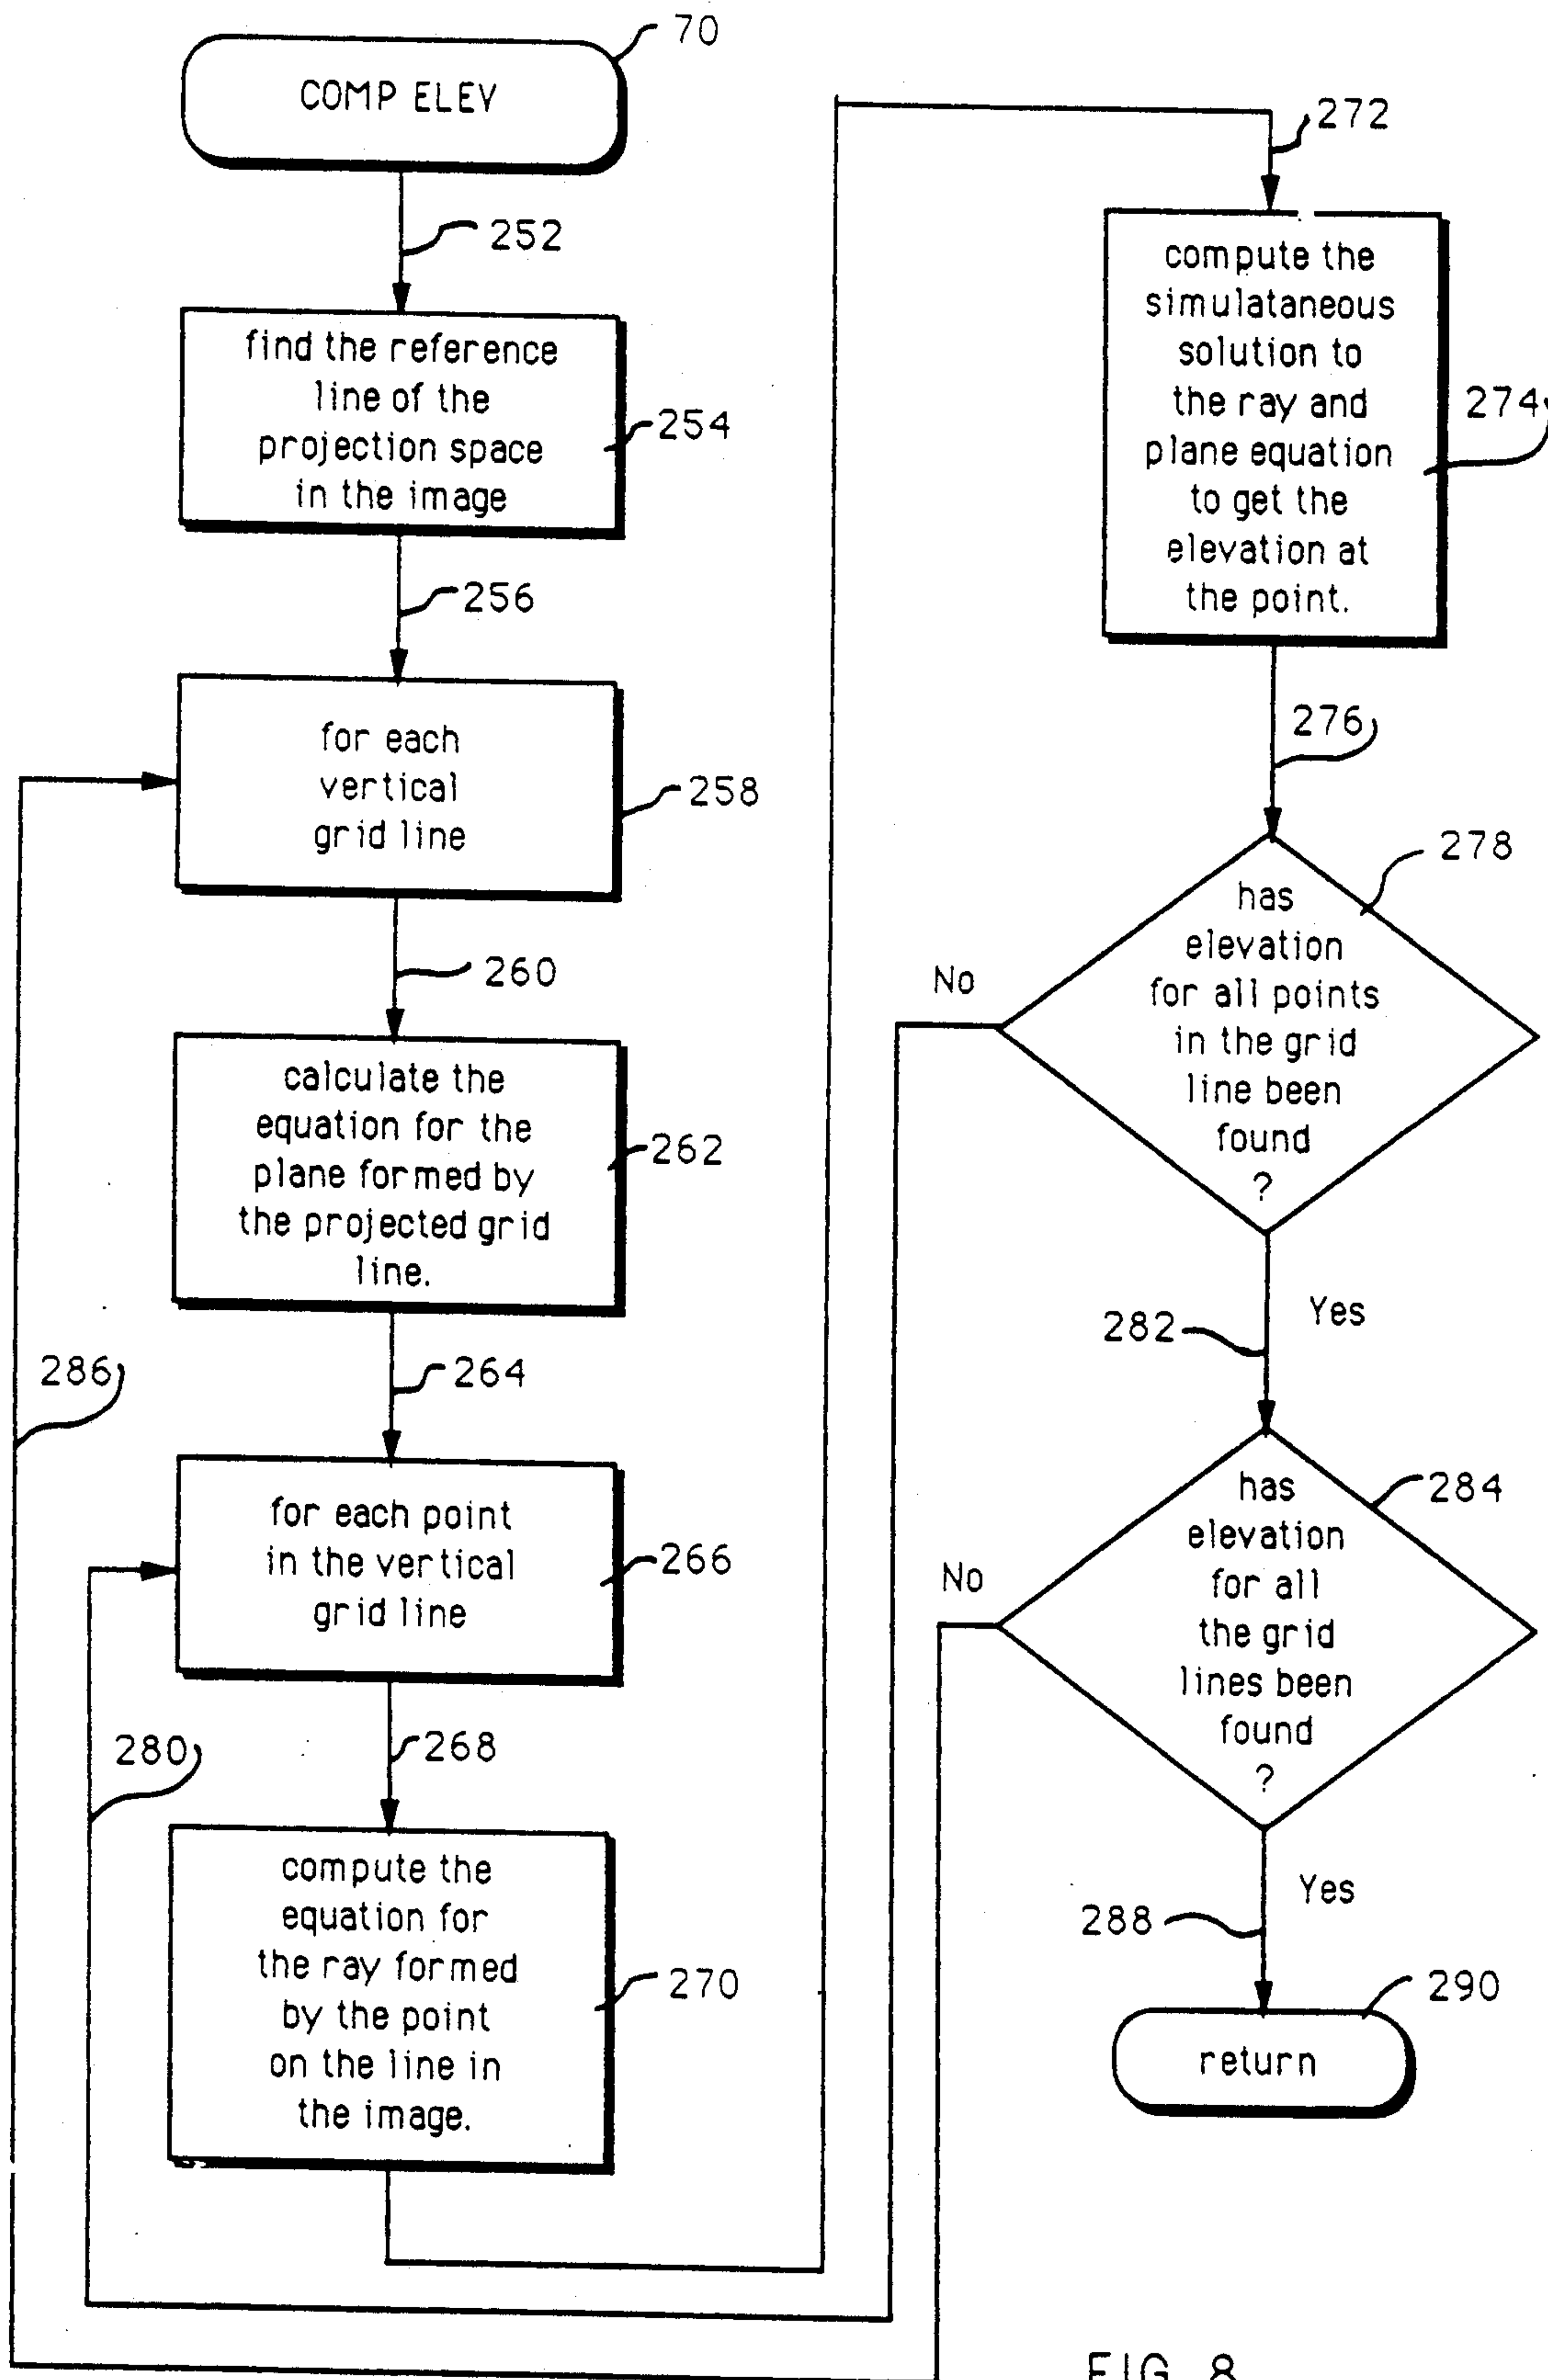 70
COMP ELEV
252
find the reference
line of the
projection space
in the image
254
256
for each
vertical
grid line
258
260
calculate the
equation for the
plane formed by
the projected grid
line.
262
264
for each point
in the vertical
grid line
266
268
compute the
equation for
the ray formed
by the point
on the line in
the image.
270
272
compute the
simulataneous
solution to
the ray and
plane equation
to get the
elevation at
the point.
274
276
278
has
elevation
for all points
in the grid
line been
found
?
No
280
Yes
282
284
has
elevation
for all
the grid
lines been
found
?
No
286
Yes
288
290
return
FIG. 8